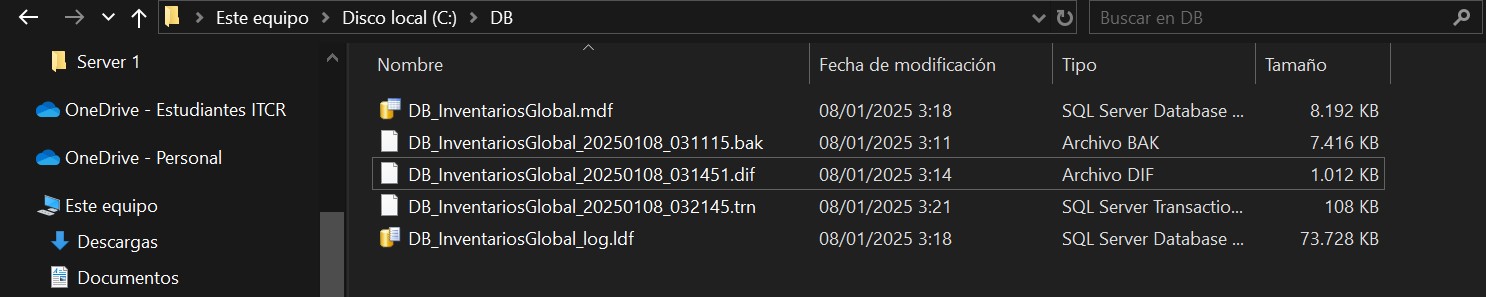 Este equipo > Disco local (C:) > DB
Buscar en DB
Server 1
OneDrive - Estudiantes ITCR
OneDrive - Personal
Este equipo
Descargas
Documentos
Nombre Fecha de modificación Tipo Tamaño
DB_InventariosGlobal.mdf 08/01/2025 3:18 SQL Server Database ... 8.192 KB
DB_InventariosGlobal_20250108_031115.bak 08/01/2025 3:11 Archivo BAK 7.416 KB
DB_InventariosGlobal_20250108_031451.dif 08/01/2025 3:14 Archivo DIF 1.012 KB
DB_InventariosGlobal_20250108_032145.trn 08/01/2025 3:21 SQL Server Transactio... 108 KB
DB_InventariosGlobal_log.ldf 08/01/2025 3:18 SQL Server Database ... 73.728 KB